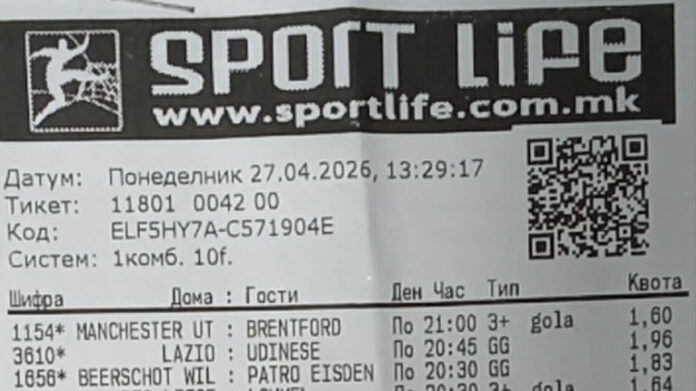 SPORT LIFE
www.sportlife.com.mk
Датум: Понеделник 27.04.2026, 13:29:17
Тикет: 11801 0042 00
Код: ELF5HY7A-C571904E
Систем: 1комб. 10f.
Шифра Дома : Гости Ден Час Тип Квота
1154* MANCHESTER UT : BRENTFORD По 21:00 3+ gola 1,60
3610* LAZIO : UDINESE По 20:45 GG 1,96
1656* BEERSCHOT WIL : PATRO EISDEN По 20:30 GG 1,83
gola 1,64